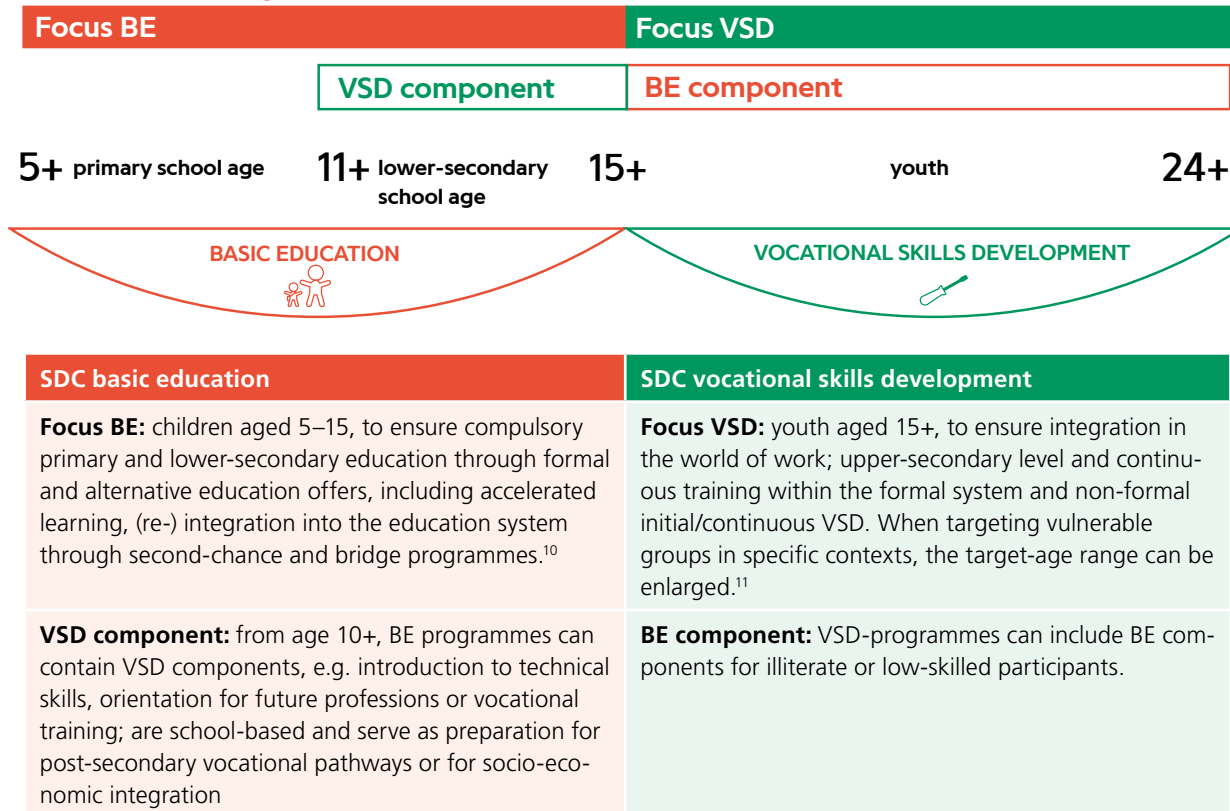 Focus BE
Focus VSD
VSD component
BE component
5+ primary school age
11+ lower-secondary
school age
15+
youth
24+
BASIC EDUCATION
VOCATIONAL SKILLS DEVELOPMENT
SDC basic education
Focus BE: children aged 5–15, to ensure compulsory
primary and lower-secondary education through formal
and alternative education offers, including accelerated
learning, (re-) integration into the education system
through second-chance and bridge programmes.10
VSD component: from age 10+, BE programmes can
contain VSD components, e.g. introduction to technical
skills, orientation for future professions or vocational
training; are school-based and serve as preparation for
post-secondary vocational pathways or for socio-eco-
nomic integration
SDC vocational skills development
Focus VSD: youth aged 15+, to ensure integration in
the world of work; upper-secondary level and continu-
ous training within the formal system and non-formal
initial/continuous VSD. When targeting vulnerable
groups in specific contexts, the target-age range can be
enlarged.11
BE component: VSD-programmes can include BE com-
ponents for illiterate or low-skilled participants.